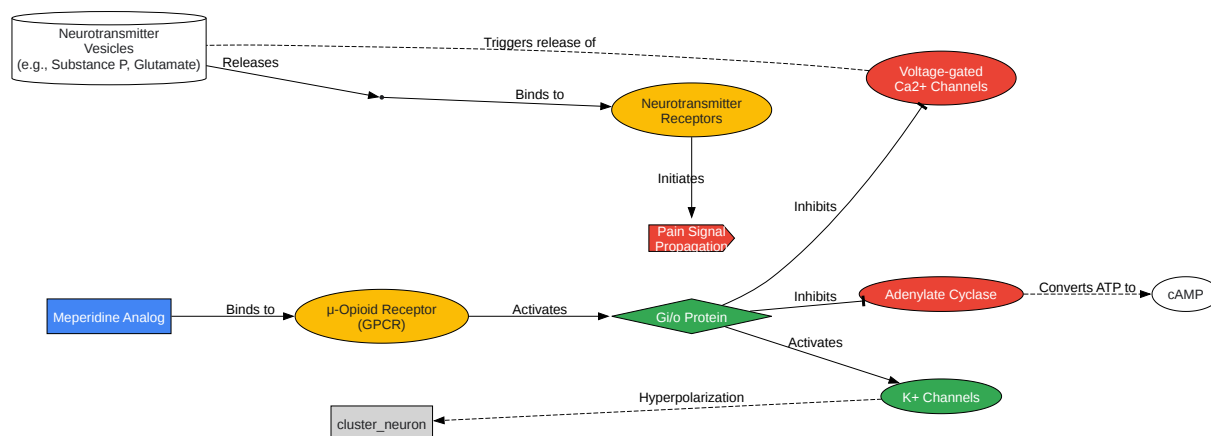 Neurotransmitter
Vesicles
(e.g., Substance P, Glutamate)
Triggers release of
Voltage-gated
Ca2+ Channels
Releases
Binds to
Neurotransmitter
Receptors
Initiates
Pain Signal
Propagation
Inhibits
Meperidine Analog
Binds to
μ-Opioid Receptor
(GPCR)
Activates
Gi/o Protein
Inhibits
Adenylate Cyclase
Converts ATP to
cAMP
Activates
K+ Channels
Hyperpolarization
cluster_neuron